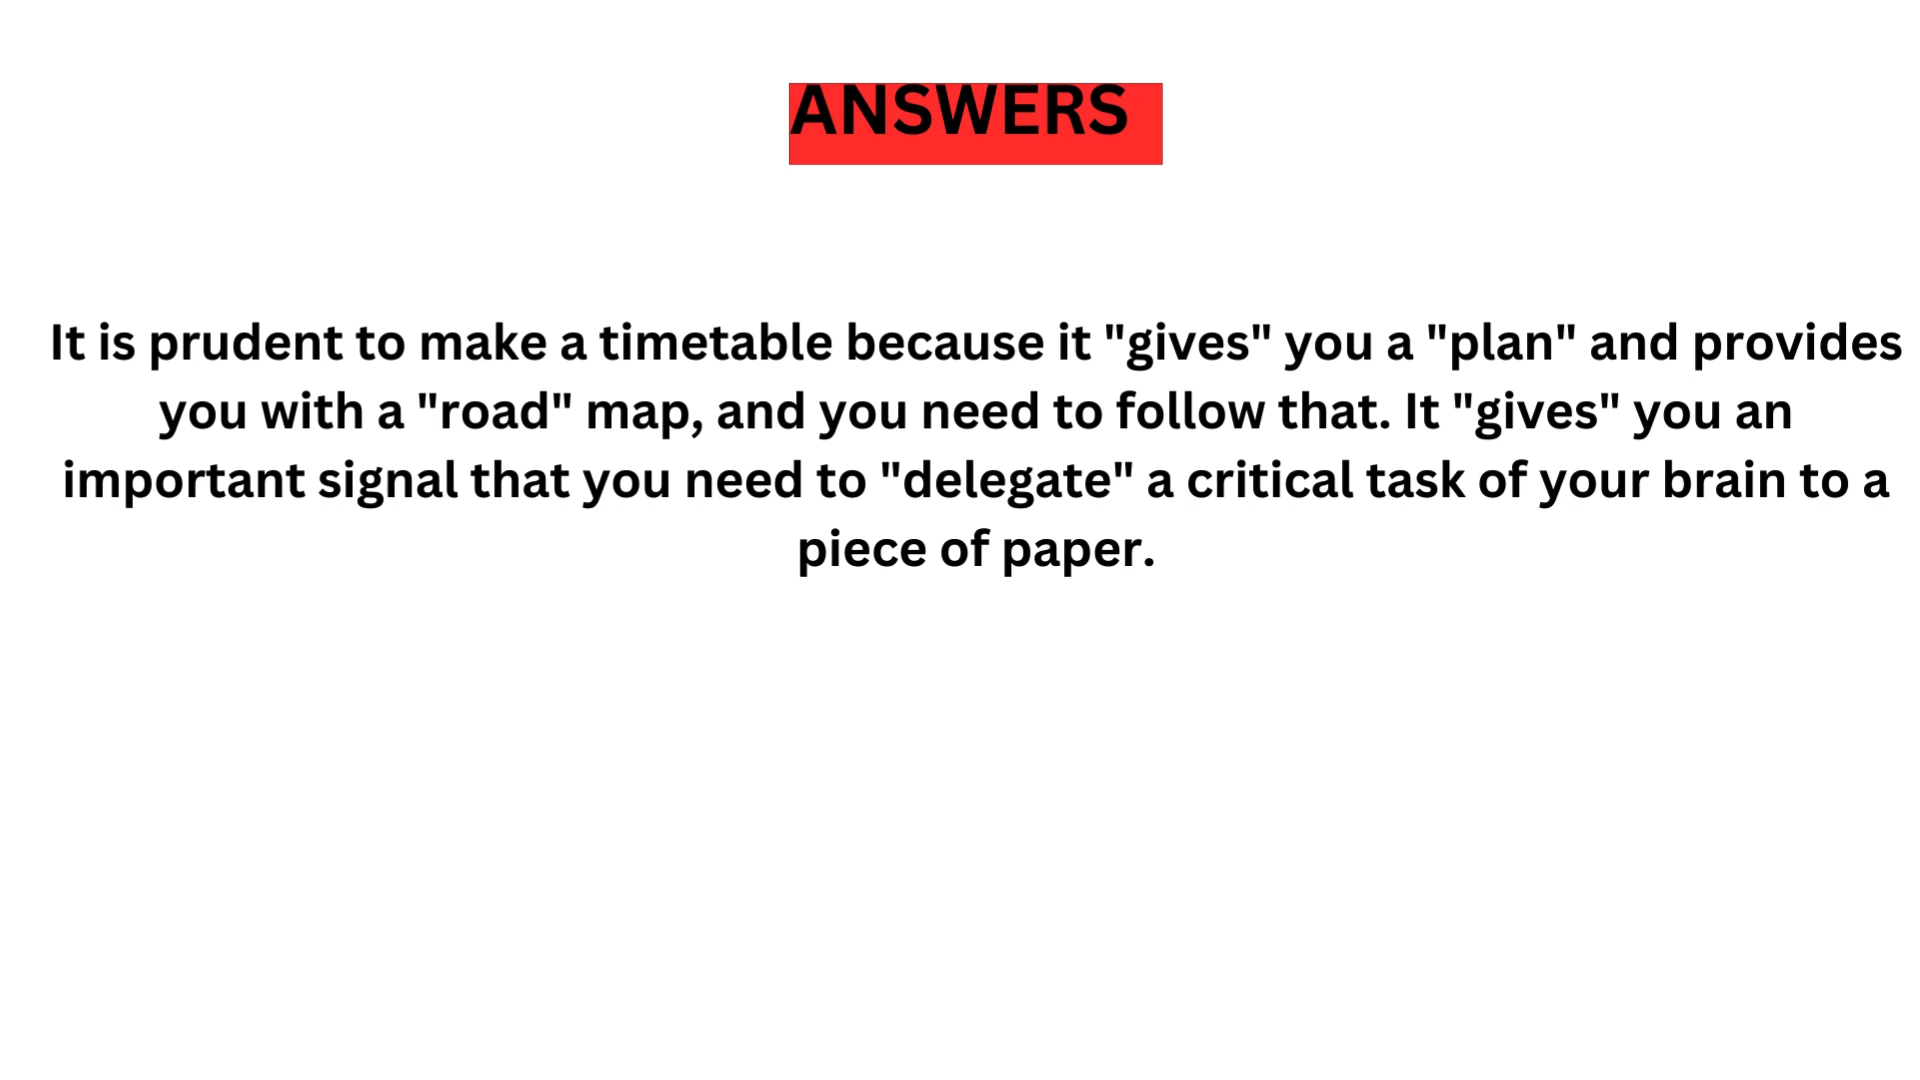 ANSWERS
It is prudent to make a timetable because it "gives" you a "plan" and provides
you with a "road" map, and you need to follow that. It "gives" you an
important signal that you need to "delegate" a critical task of your brain to a
piece of paper.